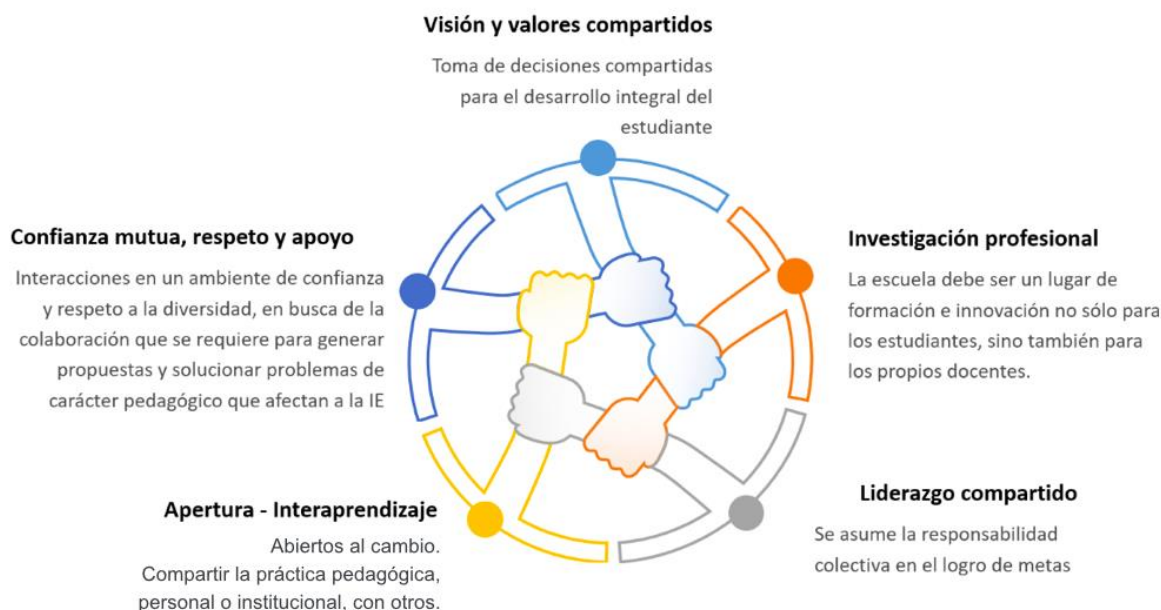 Visión y valores compartidos
Toma de decisiones compartidas
para el desarrollo integral del
estudiante
Confianza mutua, respeto y apoyo
Interacciones en un ambiente de confianza
y respeto a la diversidad, en busca de la
colaboración que se requiere para generar
propuestas y solucionar problemas de
carácter pedagógico que afectan a la IE
Investigación profesional
La escuela debe ser un lugar de
formación e innovación no sólo para
los estudiantes, sino también para
los propios docentes.
Apertura - Interaprendizaje
Abiertos al cambio.
Compartir la práctica pedagógica,
personal o institucional, con otros.
Liderazgo compartido
Se asume la responsabilidad
colectiva en el logro de metas